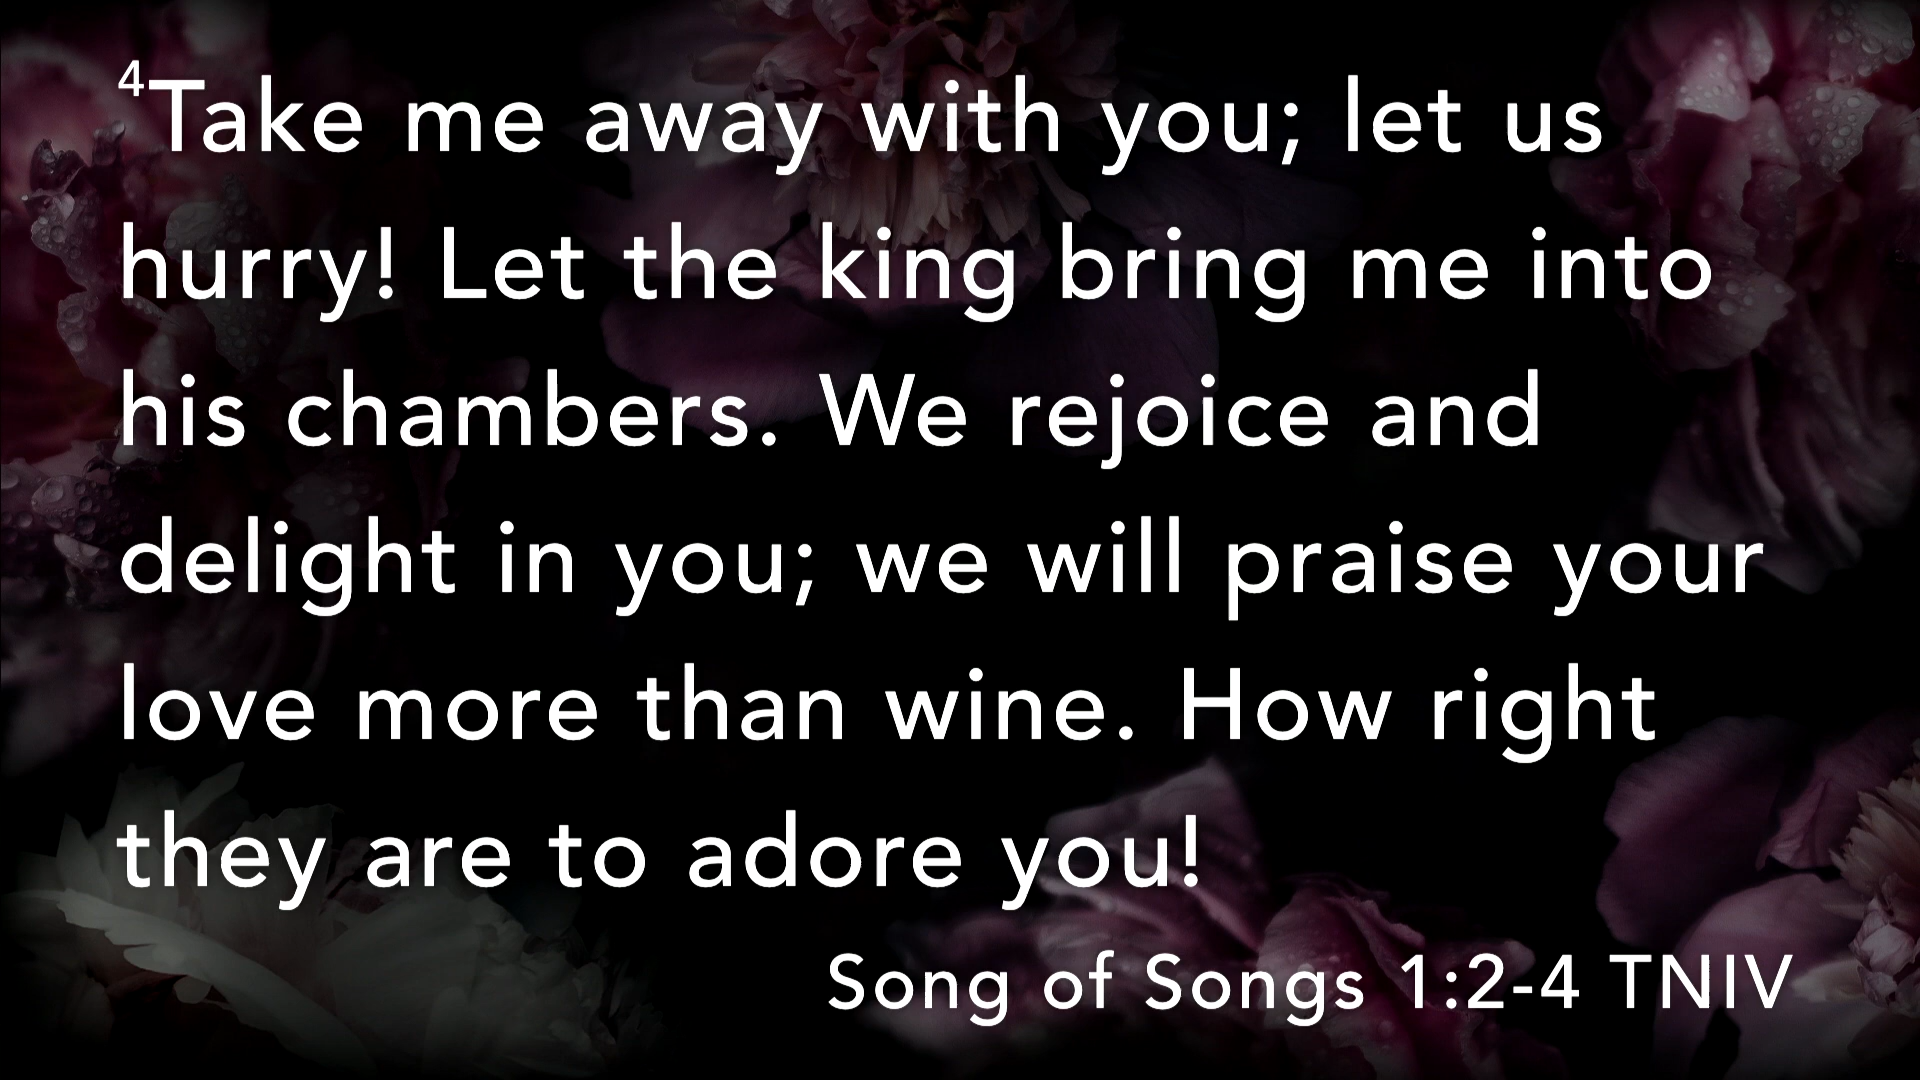 ⁴Take me away with you; let us
hurry! Let the king bring me into
his chambers. We rejoice and
delight in you; we will praise your
love more than wine. How right
they are to adore you!
Song of Songs 1:2-4 TNIV